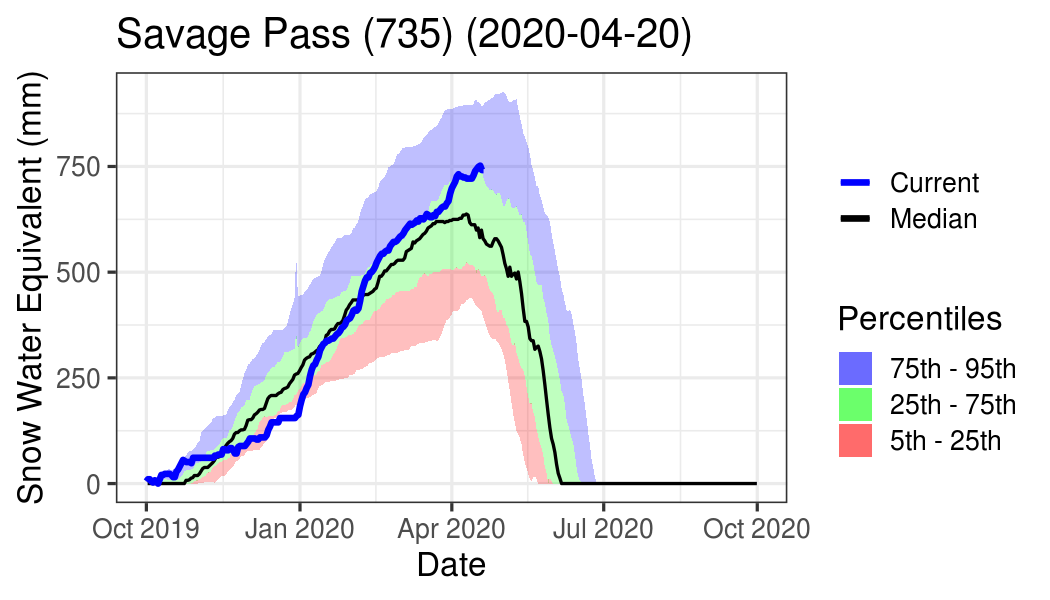 Savage Pass (735) (2020-04-20)
Snow Water Equivalent (mm)
750
500
250
0
Oct 2019
Jan 2020
Apr 2020
Jul 2020
Oct 2020
Date
Current
Median
Percentiles
75th - 95th
25th - 75th
5th - 25th